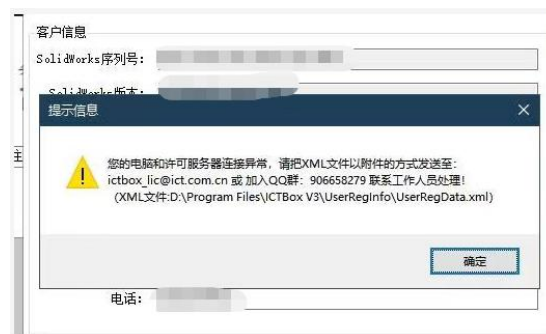 客户信息
SolidWorks序列号:
SolidWorks版本:
提示信息
您的电脑和许可服务器连接异常，请把XML文件以附件的方式发送至:
ictbox_lic@ict.com.cn 或 加入QQ群：906658279 联系工作人员处理!
(XML文件:D:\Program Files\ICTBox V3\UserRegInfo\UserRegData.xml)
确定
电话: